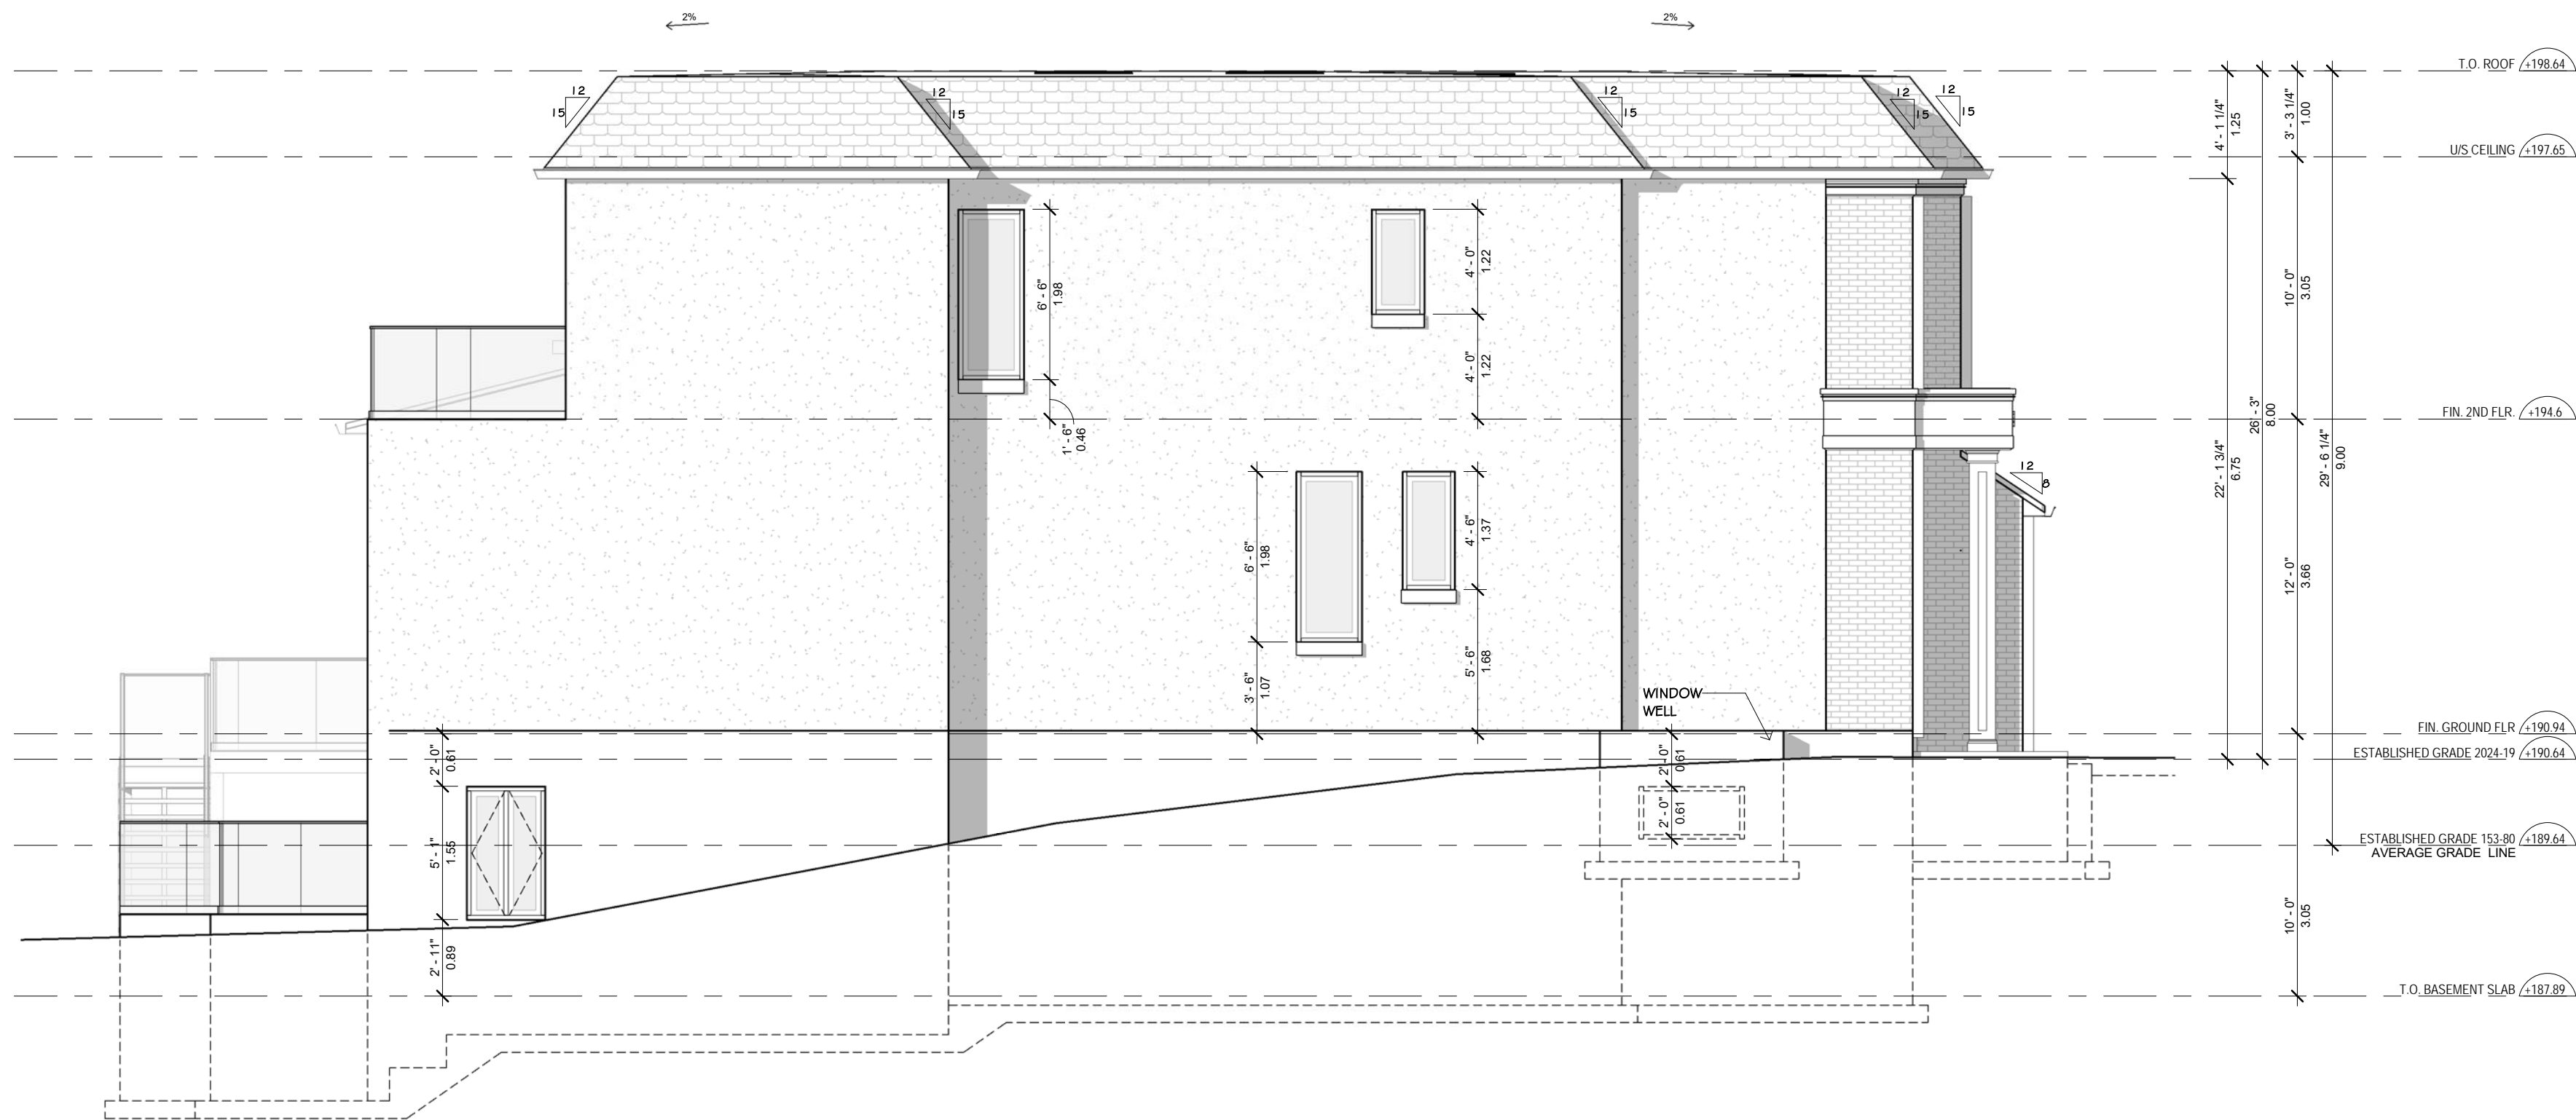 2%
2%
T.O. ROOF +198.64
12
15
12
15
12
15
12
15
12
15
4' - 1 1/4"
1.25
3' - 3 1/4"
1.00
U/S CEILING +197.65
6' - 6"
1.98
4' - 0"
1.22
4' - 0"
1.22
10' - 0"
3.05
1' - 6"
0.46
26' - 3"
8.00
FIN. 2ND FLR. +194.6
22' - 1 3/4"
6.75
29' - 6 1/4"
9.00
12
8
6' - 6"
1.98
4' - 6"
1.37
12' - 0"
3.66
3' - 6"
1.07
5' - 6"
1.68
WINDOW
WELL
FIN. GROUND FLR +190.94
2' - 0"
0.61
2' - 0"
0.61
ESTABLISHED GRADE 2024-19 +190.64
2' - 0"
0.61
5' - 1"
1.55
ESTABLISHED GRADE 153-80 +189.64
AVERAGE GRADE LINE
10' - 0"
3.05
2' - 11"
0.89
T.O. BASEMENT SLAB +187.89